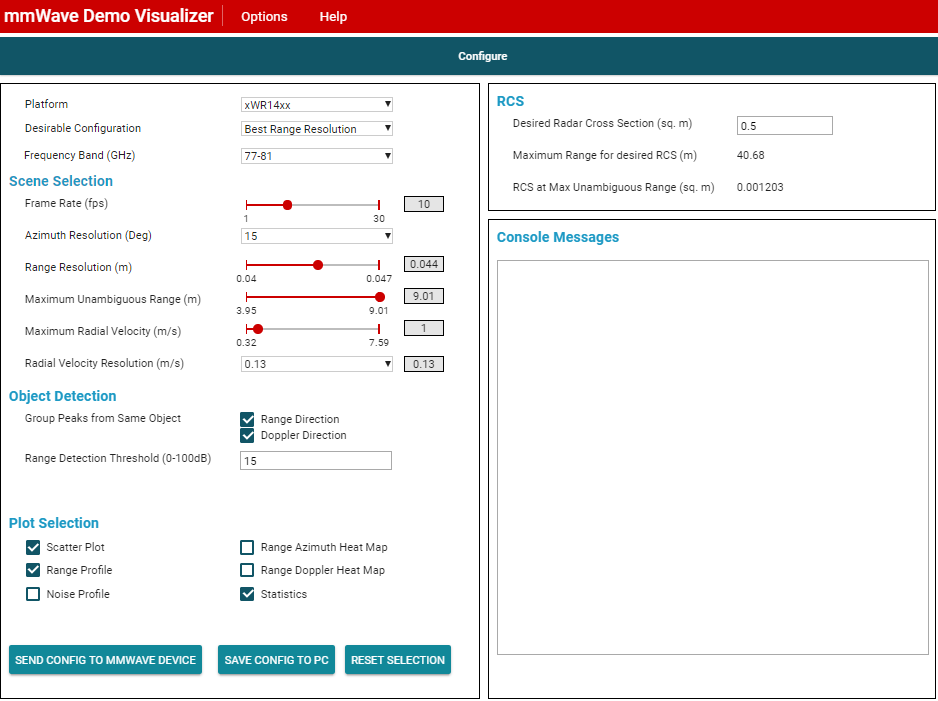 mmWave Demo Visualizer
Options
Help
Configure
Platform
xWR14xx
Desirable Configuration
Best Range Resolution
Frequency Band (GHz)
77-81
Scene Selection
Frame Rate (fps)
10
1
30
Azimuth Resolution (Deg)
15
Range Resolution (m)
0.044
0.04
0.047
Maximum Unambiguous Range (m)
9.01
3.95
9.01
Maximum Radial Velocity (m/s)
1
0.32
7.59
Radial Velocity Resolution (m/s)
0.13
0.13
Object Detection
Group Peaks from Same Object
Range Direction
Doppler Direction
Range Detection Threshold (0-100dB)
15
Plot Selection
Scatter Plot
Range Azimuth Heat Map
Range Profile
Range Doppler Heat Map
Noise Profile
Statistics
SEND CONFIG TO MMWAVE DEVICE
SAVE CONFIG TO PC
RESET SELECTION
RCS
Desired Radar Cross Section (sq. m)
0.5
Maximum Range for desired RCS (m)
40.68
RCS at Max Unambiguous Range (sq. m)
0.001203
Console Messages